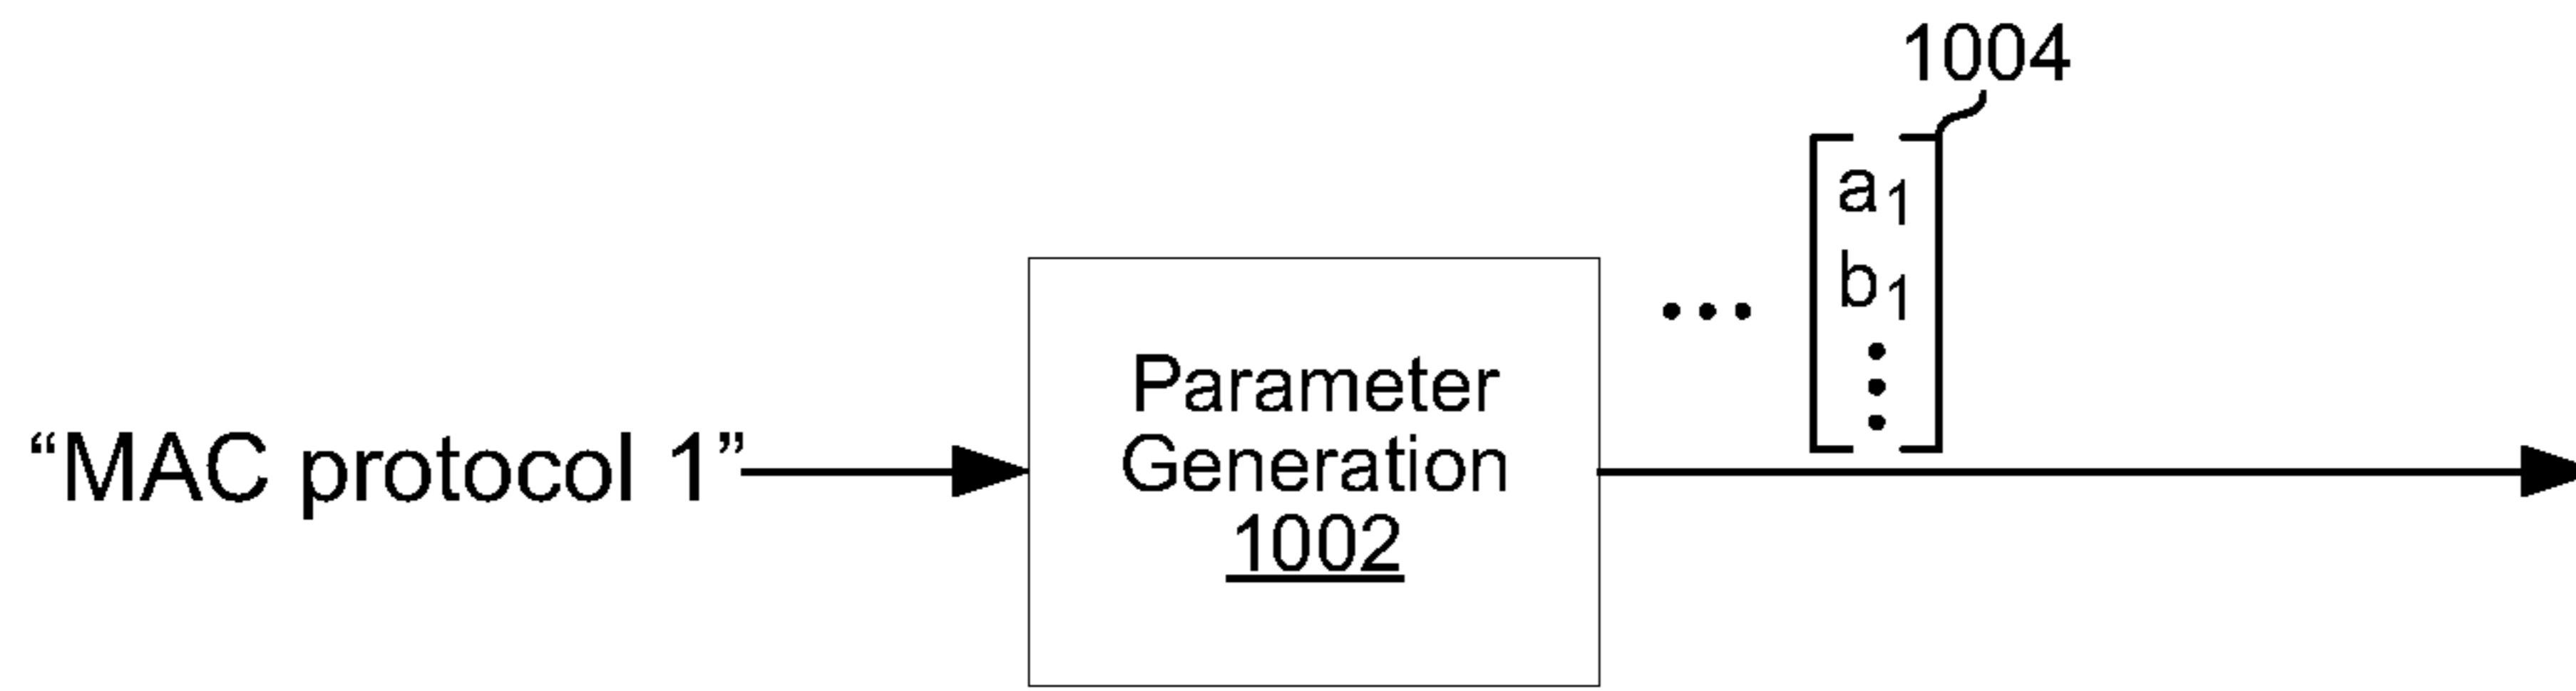 1004
a1
b1
“MAC protocol 1”
Parameter
Generation
1002